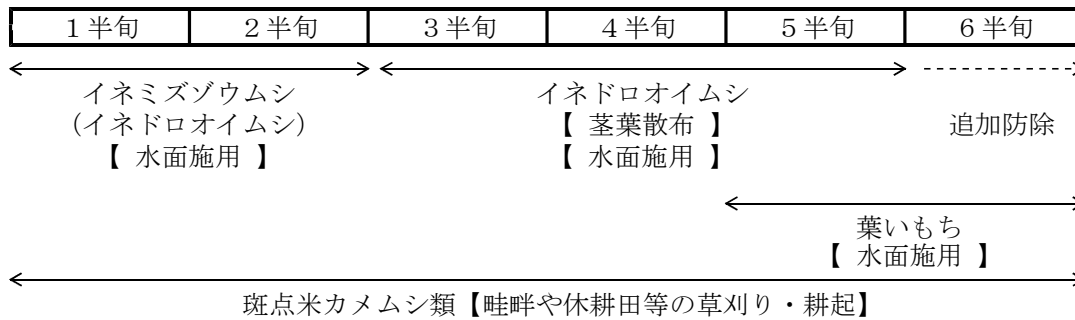 １半旬 ２半旬 ３半旬 ４半旬 ５半旬 ６半旬
イネミズゾウムシ
(イネドロオイムシ)
【 水面施用 】
イネドロオイムシ
【 茎葉散布 】
【 水面施用 】
追加防除
葉いもち
【 水面施用 】
斑点米カメムシ類【畦畔や休耕田等の草刈り・耕起】